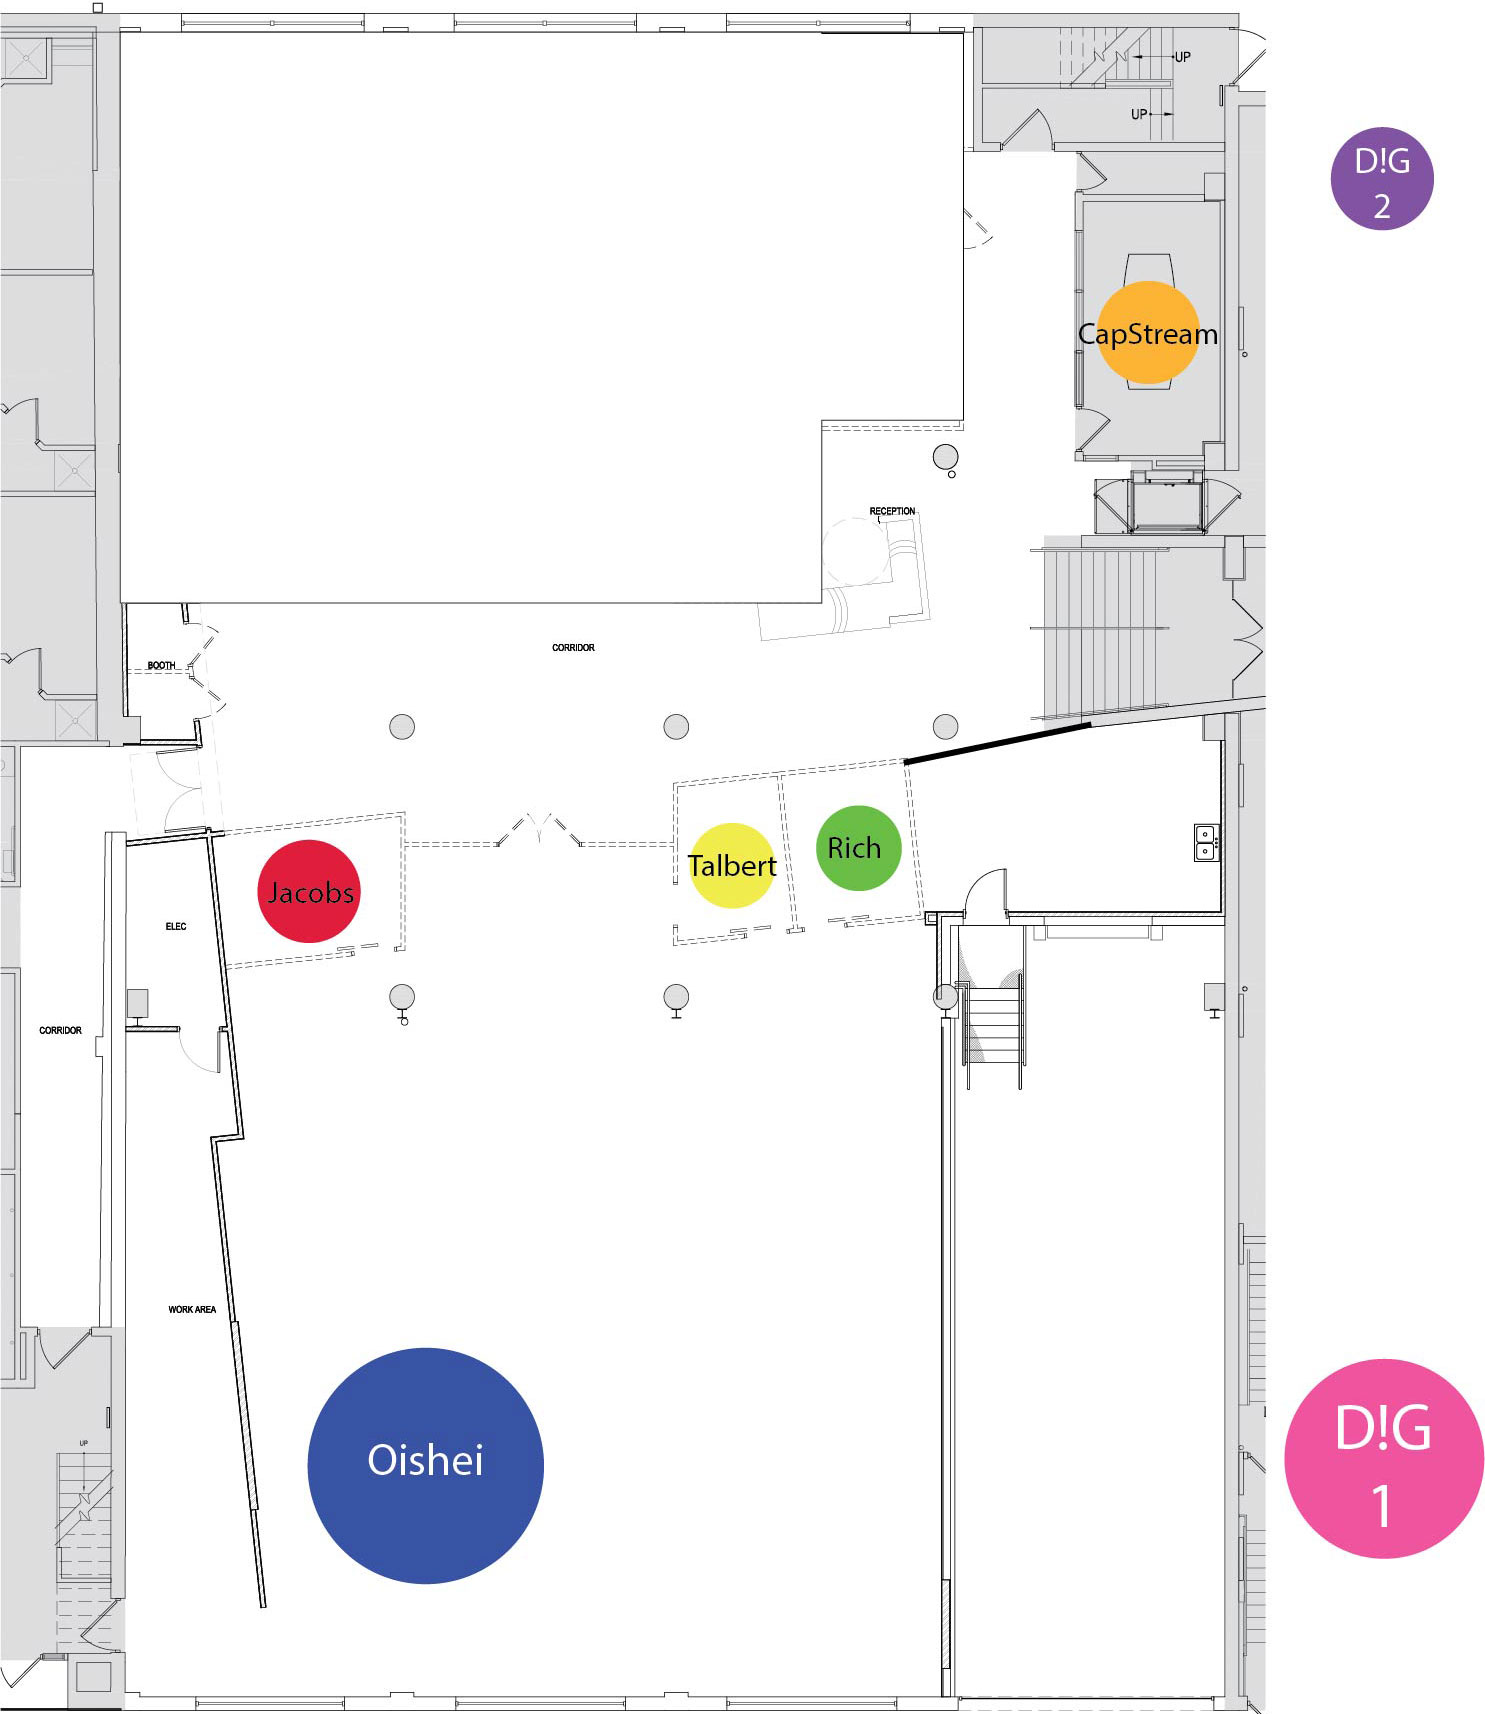 UP
UP
D!G
2
CapStream
RECEPTION
CORRIDOR
BOOTH
Talbert
Rich
Jacobs
ELEC
CORRIDOR
WORK AREA
UP
Oishei
D!G
1